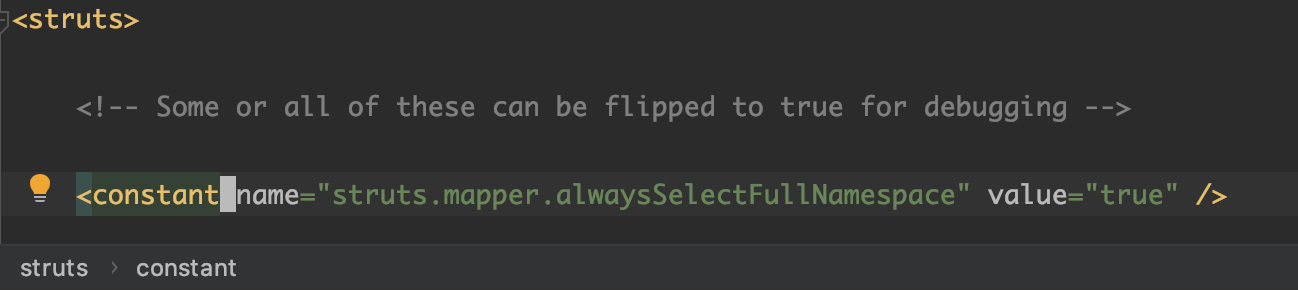 <struts>
<!-- Some or all of these can be flipped to true for debugging -->
<constant name="struts.mapper.alwaysSelectFullNamespace" value="true" />
struts › constant